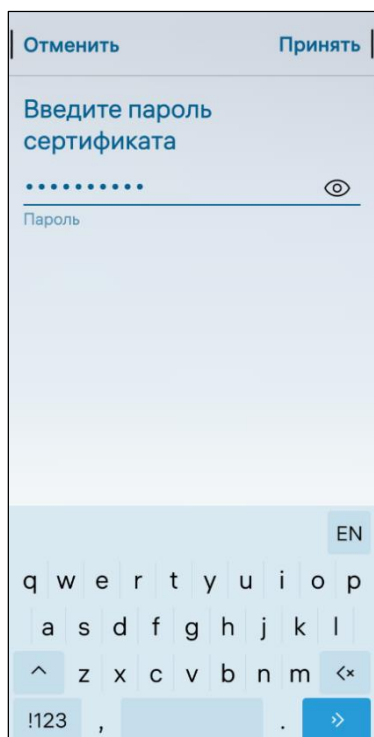 Отменить Принять
Введите пароль
сертификата
••••••••••
Пароль
EN
q w e r t y u i o p
a s d f g h j k l
z x c v b n m
!123 , .